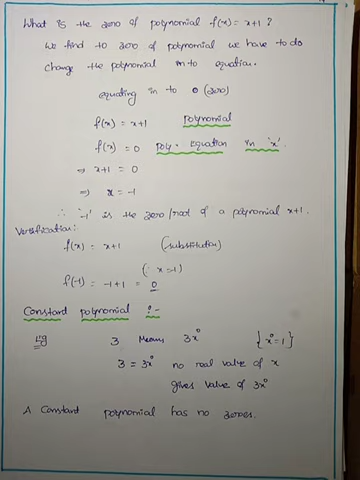 What is the zero of polynomial f(x) = x+1 ?
We find to zero of polynomial we have to do
change the polynomial in to equation.
equating in to 0 (zero)
f(x) = x+1 polynomial
f(x) = 0 poly. Equation in 'x'.
⇒ x+1 = 0
⇒ x = -1
∴ '-1' is the zero/root of a polynomial x+1.
Verification:
f(x) = x+1 (substitution)
(∵ x=-1)
f(-1) = -1+1 = 0
Constant polynomial :-
Eg 3 Means 3x⁰ {x⁰=1}
3 = 3x⁰ no real value of x
gives value of 3x⁰
A Constant polynomial has no zeroes.